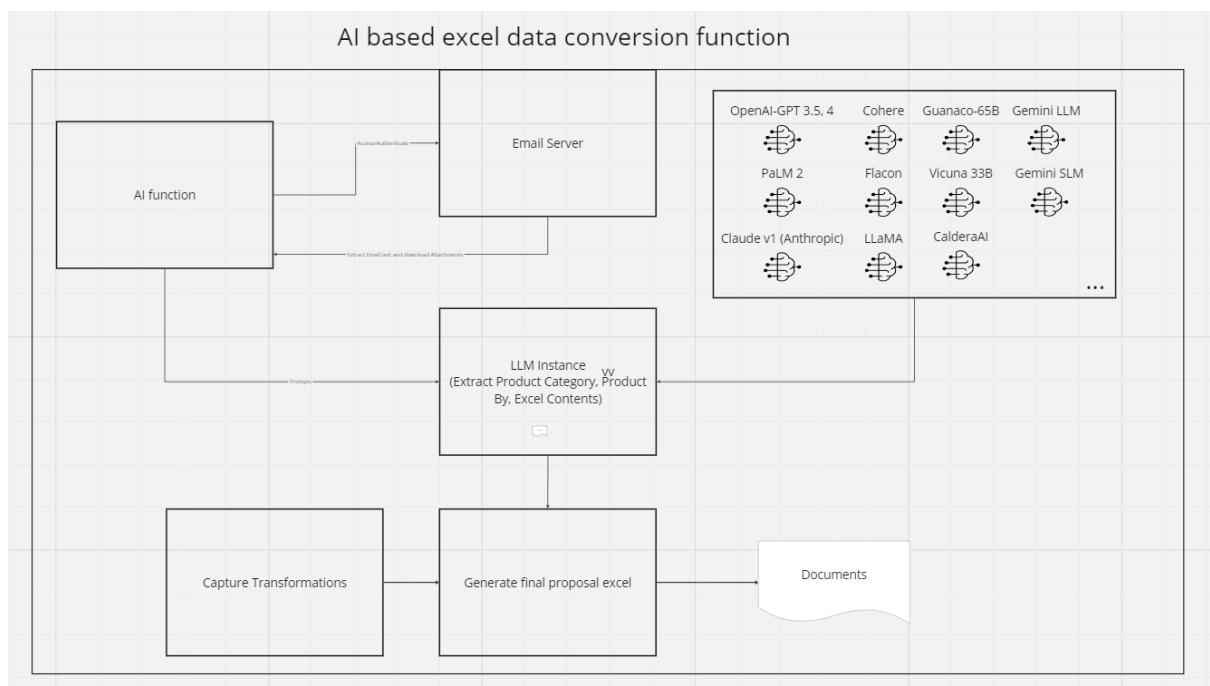 AI based excel data conversion function
AI function
Access/Authenticate
Email Server
Extract Email text and download Attachments
OpenAI-GPT 3.5, 4
Cohere
Guanaco-65B
Gemini LLM
PaLM 2
Flacon
Vicuna 33B
Gemini SLM
Claude v1 (Anthropic)
LLaMA
CalderaAI
...
Prompts
LLM Instance
VV
(Extract Product Category, Product
By, Excel Contents)
Capture Transformations
Generate final proposal excel
Documents